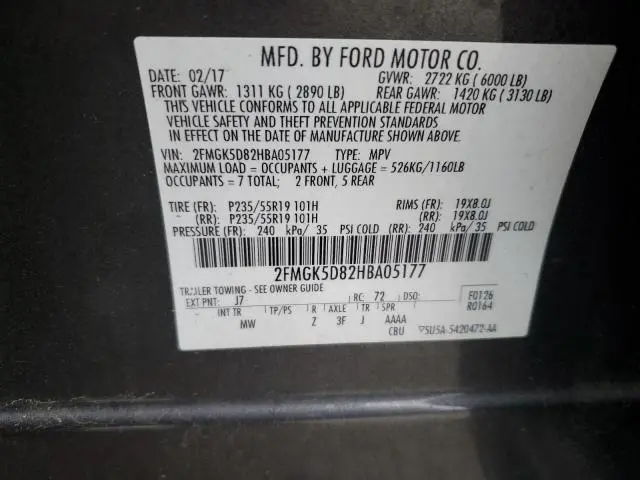 MFD. BY FORD MOTOR CO.
DATE: 02/17 GVWR: 2722 KG ( 6000 LB)
FRONT GAWR: 1311 KG ( 2890 LB) REAR GAWR: 1420 KG ( 3130 LB)
THIS VEHICLE CONFORMS TO ALL APPLICABLE FEDERAL MOTOR
VEHICLE SAFETY AND THEFT PREVENTION STANDARDS
IN EFFECT ON THE DATE OF MANUFACTURE SHOWN ABOVE.
VIN: 2FMGK5D82HBA05177 TYPE: MPV
MAXIMUM LOAD = OCCUPANTS + LUGGAGE = 526KG/1160LB
OCCUPANTS = 7 TOTAL; 2 FRONT, 5 REAR
TIRE (FR): P235/55R19 101H RIMS (FR): 19X8.0J
(RR): P235/55R19 101H (RR): 19X8.0J
PRESSURE (FR): 240 kPa/ 35 PSI COLD (RR): 240 kPa/ 35 PSI COLD
2FMGK5D82HBA05177
TRAILER TOWING - SEE OWNER GUIDE
EXT PNT: J7 RC: 72 DSO: F0126
INT TR TP/PS R AXLE TR SPR R0164
MW Z 3F J AAAA
CBU 5U5A-5420472-AA